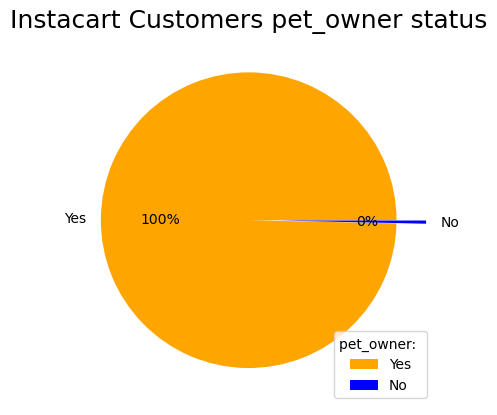 Instacart Customers pet_owner status
Yes
100%
0%
No
pet_owner:
Yes
No